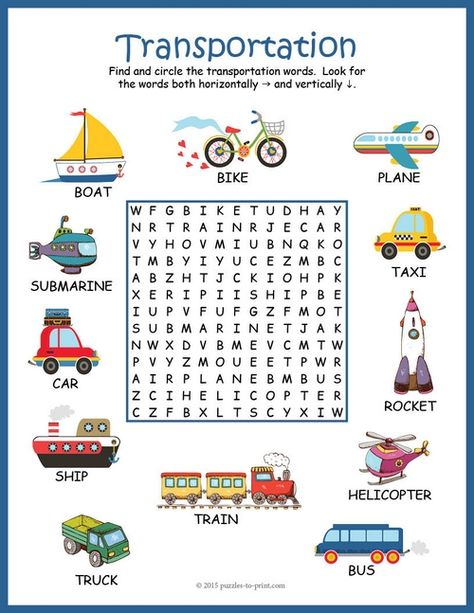 Transportation
Find and circle the transportation words. Look for
the words both horizontally → and vertically ↓.
BOAT
BIKE
PLANE
SUBMARINE
TAXI
CAR
ROCKET
SHIP
HELICOPTER
TRAIN
TRUCK
BUS
W F G B I K E T U D H A Y
N R T R A I N R J E C A R
V Y H O V M I U B N Q K O
T M B Y I Y U C E Z M B C
A B Z H T J C K I O H P K
X E R I P I I S H I P B E
I U P V F U F G Z F M O T
S U B M A R I N E T J A K
N W X D V B M E V C M T W
P V Y Z M O U E E T P W R
A I R P L A N E B M B U S
Z C I H E L I C O P T E R
C Z F B X L T S C Y X I W
© 2015 puzzles-to-print.com